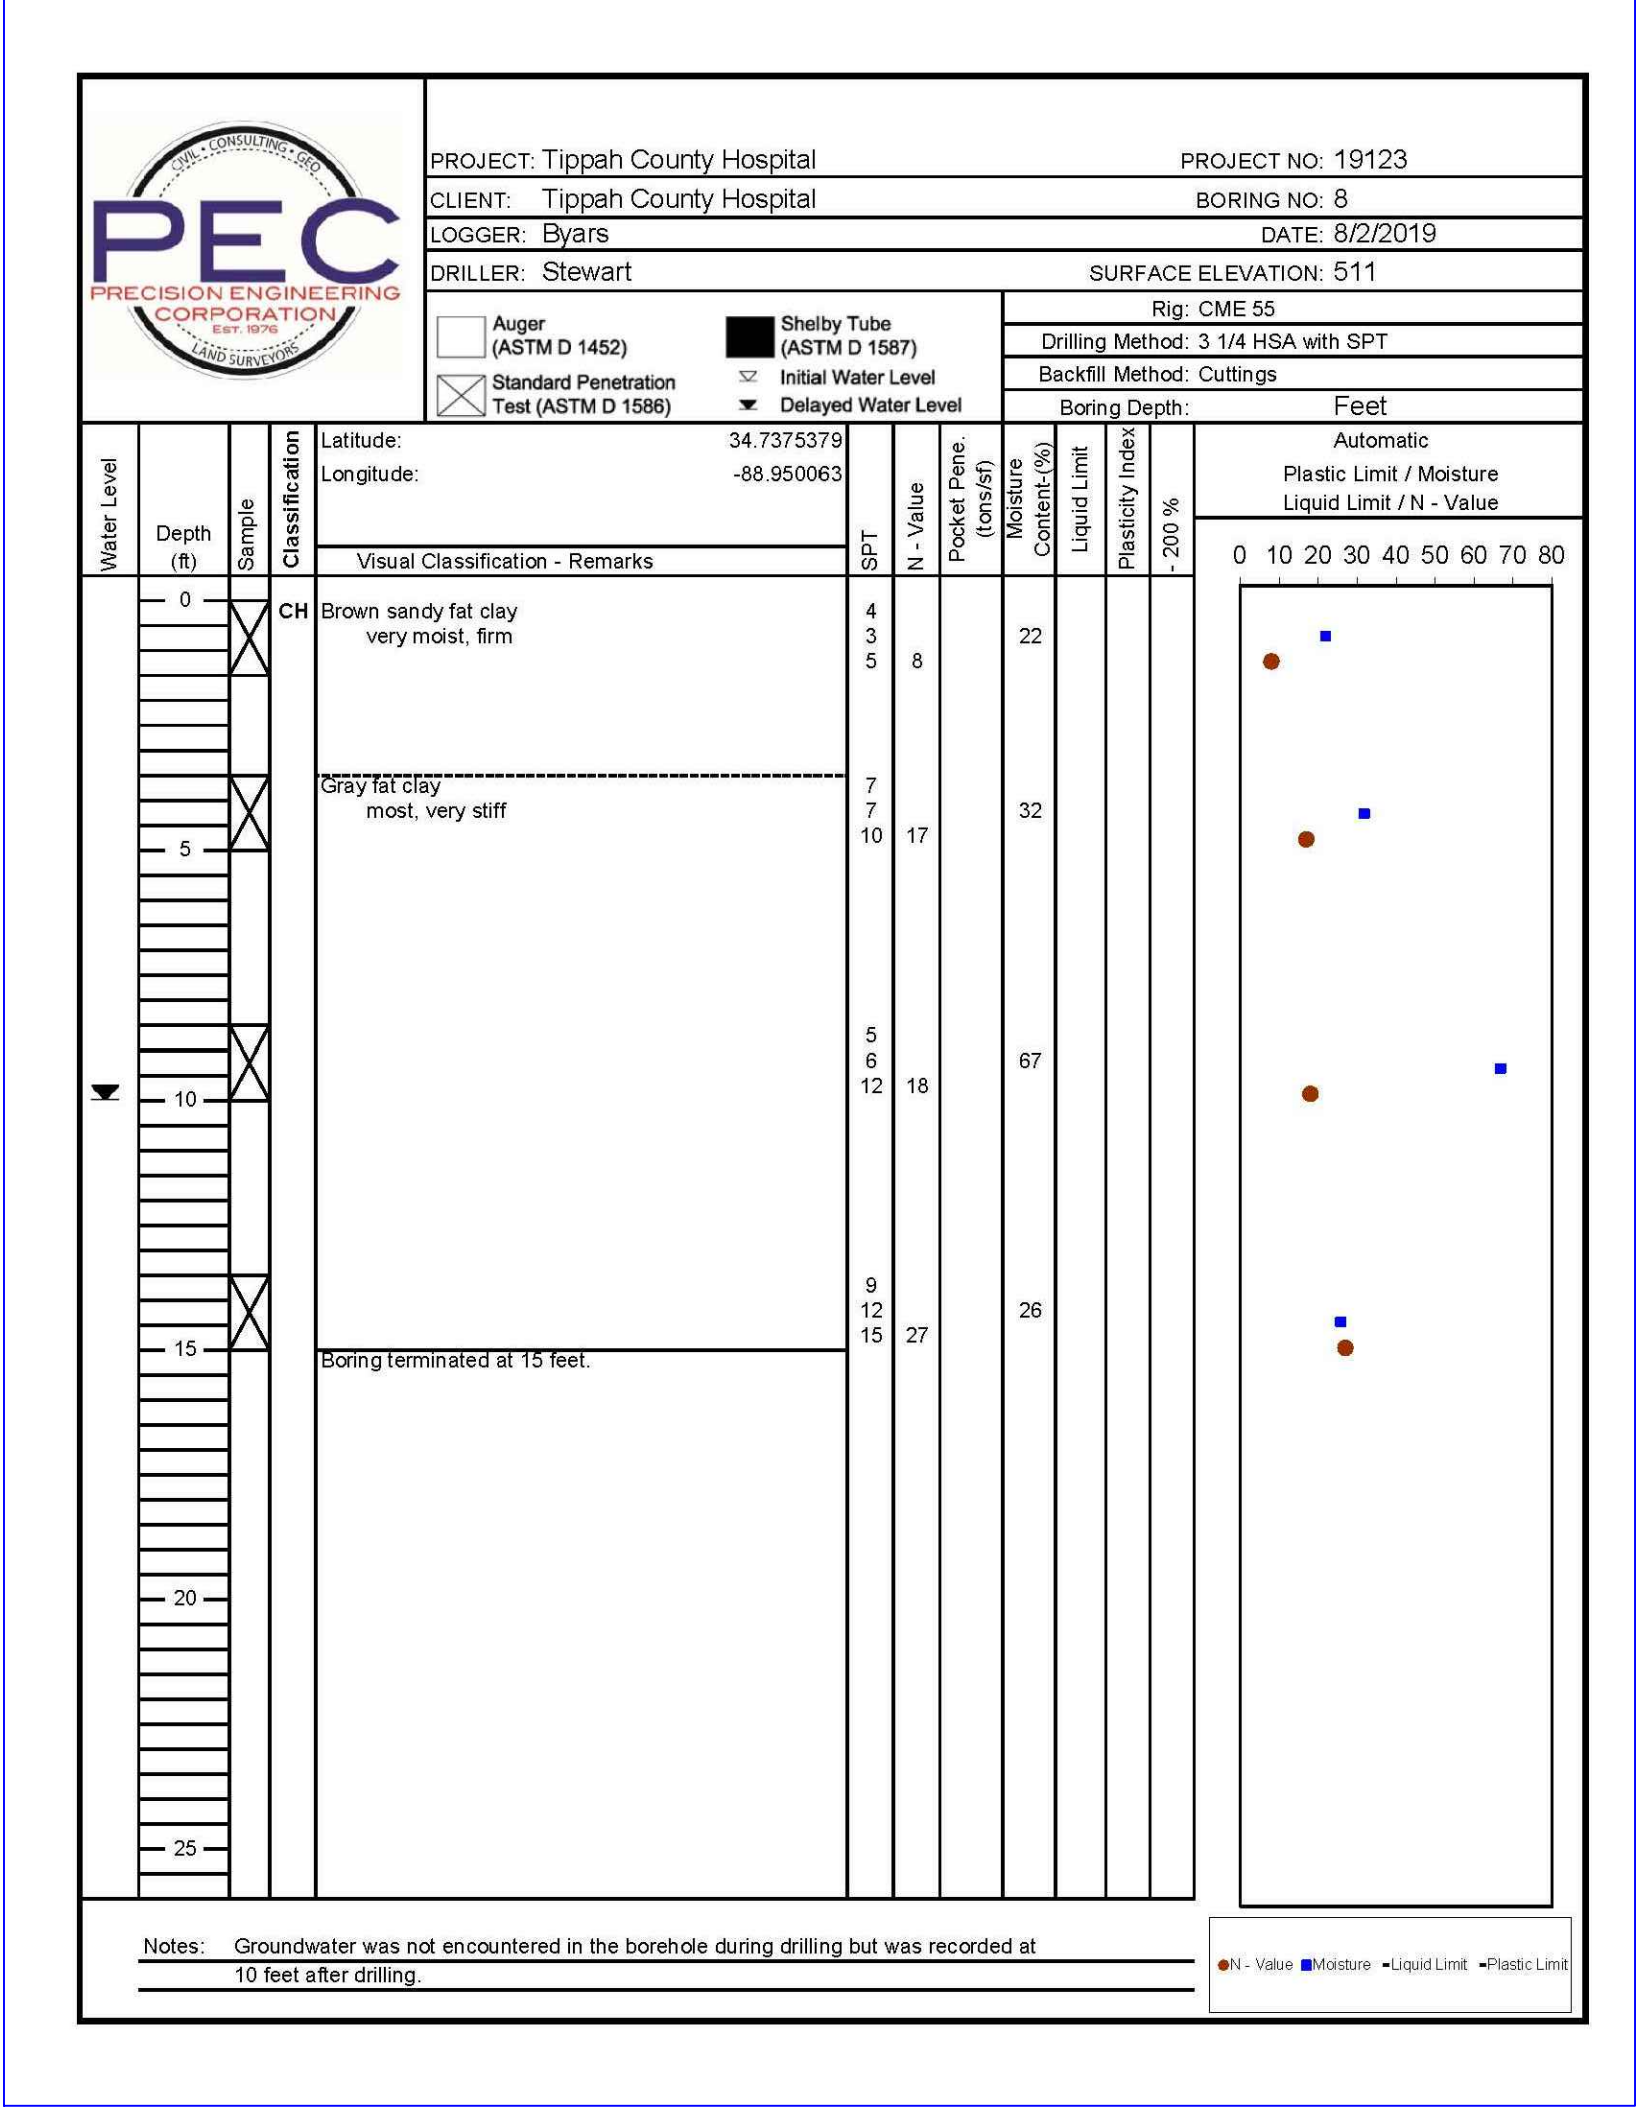 CIVIL • CONSULTING • GEO
PEC
PRECISION ENGINEERING
CORPORATION
EST. 1976
LAND SURVEYORS
PROJECT: Tippah County Hospital PROJECT NO: 19123
CLIENT: Tippah County Hospital BORING NO: 8
LOGGER: Byars DATE: 8/2/2019
DRILLER: Stewart SURFACE ELEVATION: 511
Auger
(ASTM D 1452)
Standard Penetration
Test (ASTM D 1586)
Shelby Tube
(ASTM D 1587)
Initial Water Level
Delayed Water Level
Rig: CME 55
Drilling Method: 3 1/4 HSA with SPT
Backfill Method: Cuttings
Boring Depth: Feet
Water Level
Depth
(ft)
Sample
Classification
Latitude: 34.7375379
Longitude: -88.950063
Visual Classification - Remarks
SPT
N - Value
Pocket Pene.
(tons/sf)
Moisture
Content-(%)
Liquid Limit
Plasticity Index
- 200 %
Automatic
Plastic Limit / Moisture
Liquid Limit / N - Value
0 10 20 30 40 50 60 70 80
0 CH Brown sandy fat clay 4
very moist, firm 3 22
5 8
Gray fat clay 7
most, very stiff 7 32
10 17
5
5
6 67
12 18
10
9
12 26
15 27
15
Boring terminated at 15 feet.
20
25
Notes: Groundwater was not encountered in the borehole during drilling but was recorded at
10 feet after drilling.
N - Value Moisture Liquid Limit Plastic Limit